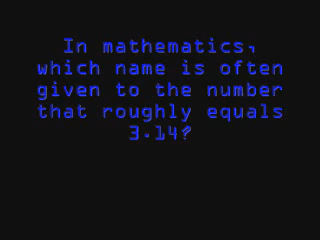 In mathematics,
which name is often
given to the number
that roughly equals
3.14?